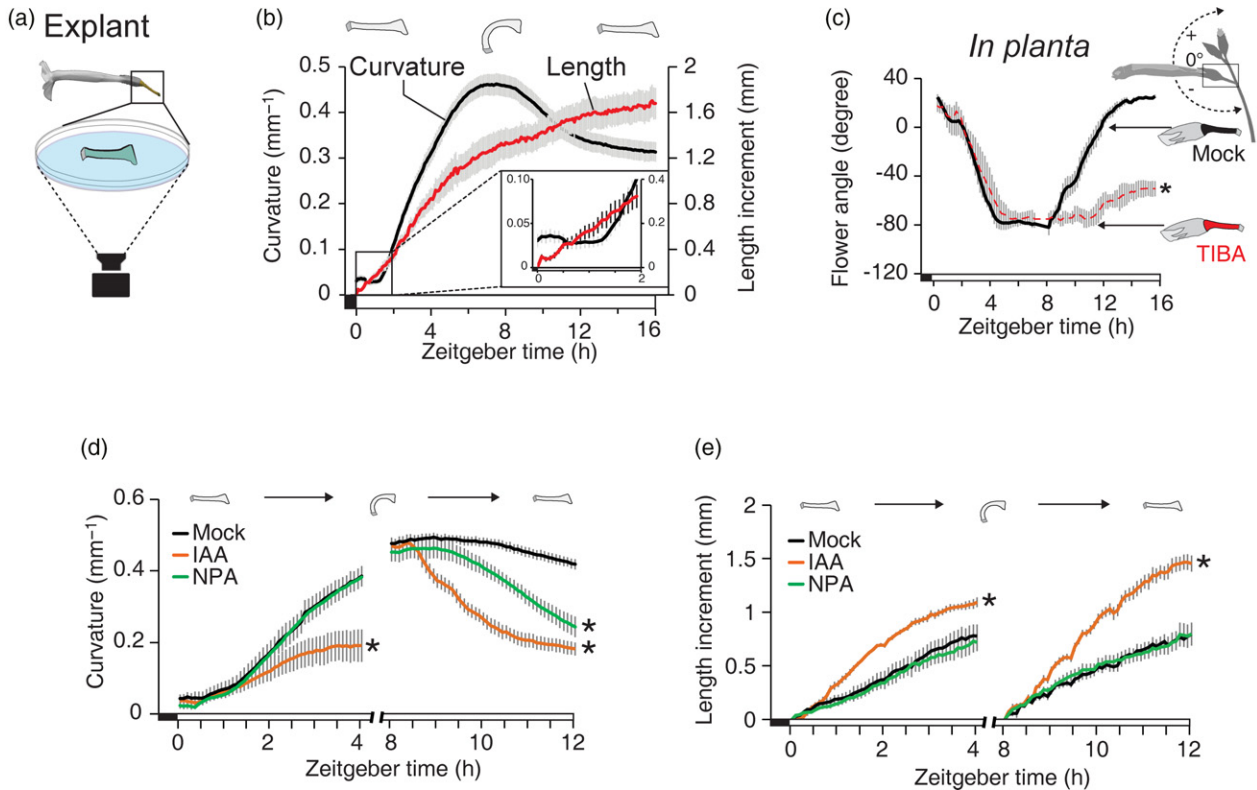 (a)
Explant
(b)
Curvature
Length
Curvature (mm⁻¹)
0.5
0.4
0.3
0.2
0.1
0
2
1.6
1.2
0.8
0.4
0
Length increment (mm)
0.10
0.05
0
0.4
0.2
0
0
2
0
4
8
12
16
Zeitgeber time (h)
(c)
In planta
+
0°
-
Flower angle (degree)
40
0
-40
-80
-120
Mock
*
TIBA
0
4
8
12
16
Zeitgeber time (h)
(d)
Curvature (mm⁻¹)
0.6
0.4
0.2
0
Mock
IAA
NPA
*
*
*
0
2
4
8
10
12
Zeitgeber time (h)
(e)
Length increment (mm)
2
1.5
1
0.5
0
Mock
IAA
NPA
*
*
0
2
4
8
10
12
Zeitgeber time (h)